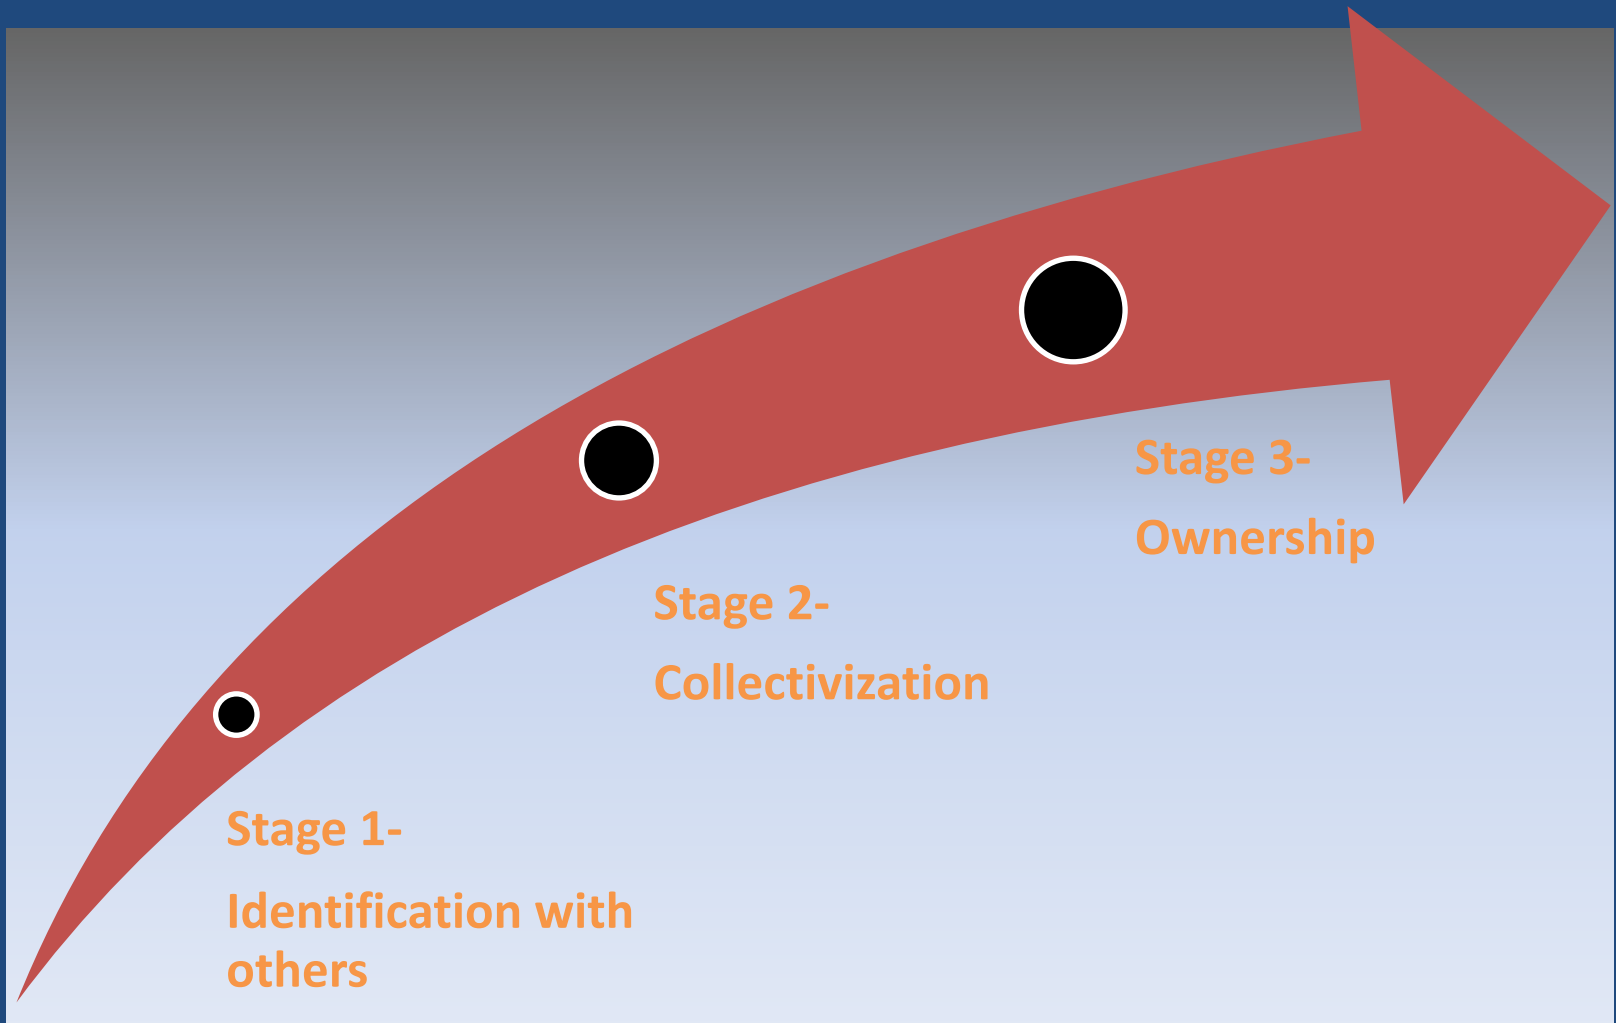 Stage 3-
Ownership
Stage 2-
Collectivization
Stage 1-
Identification with
others